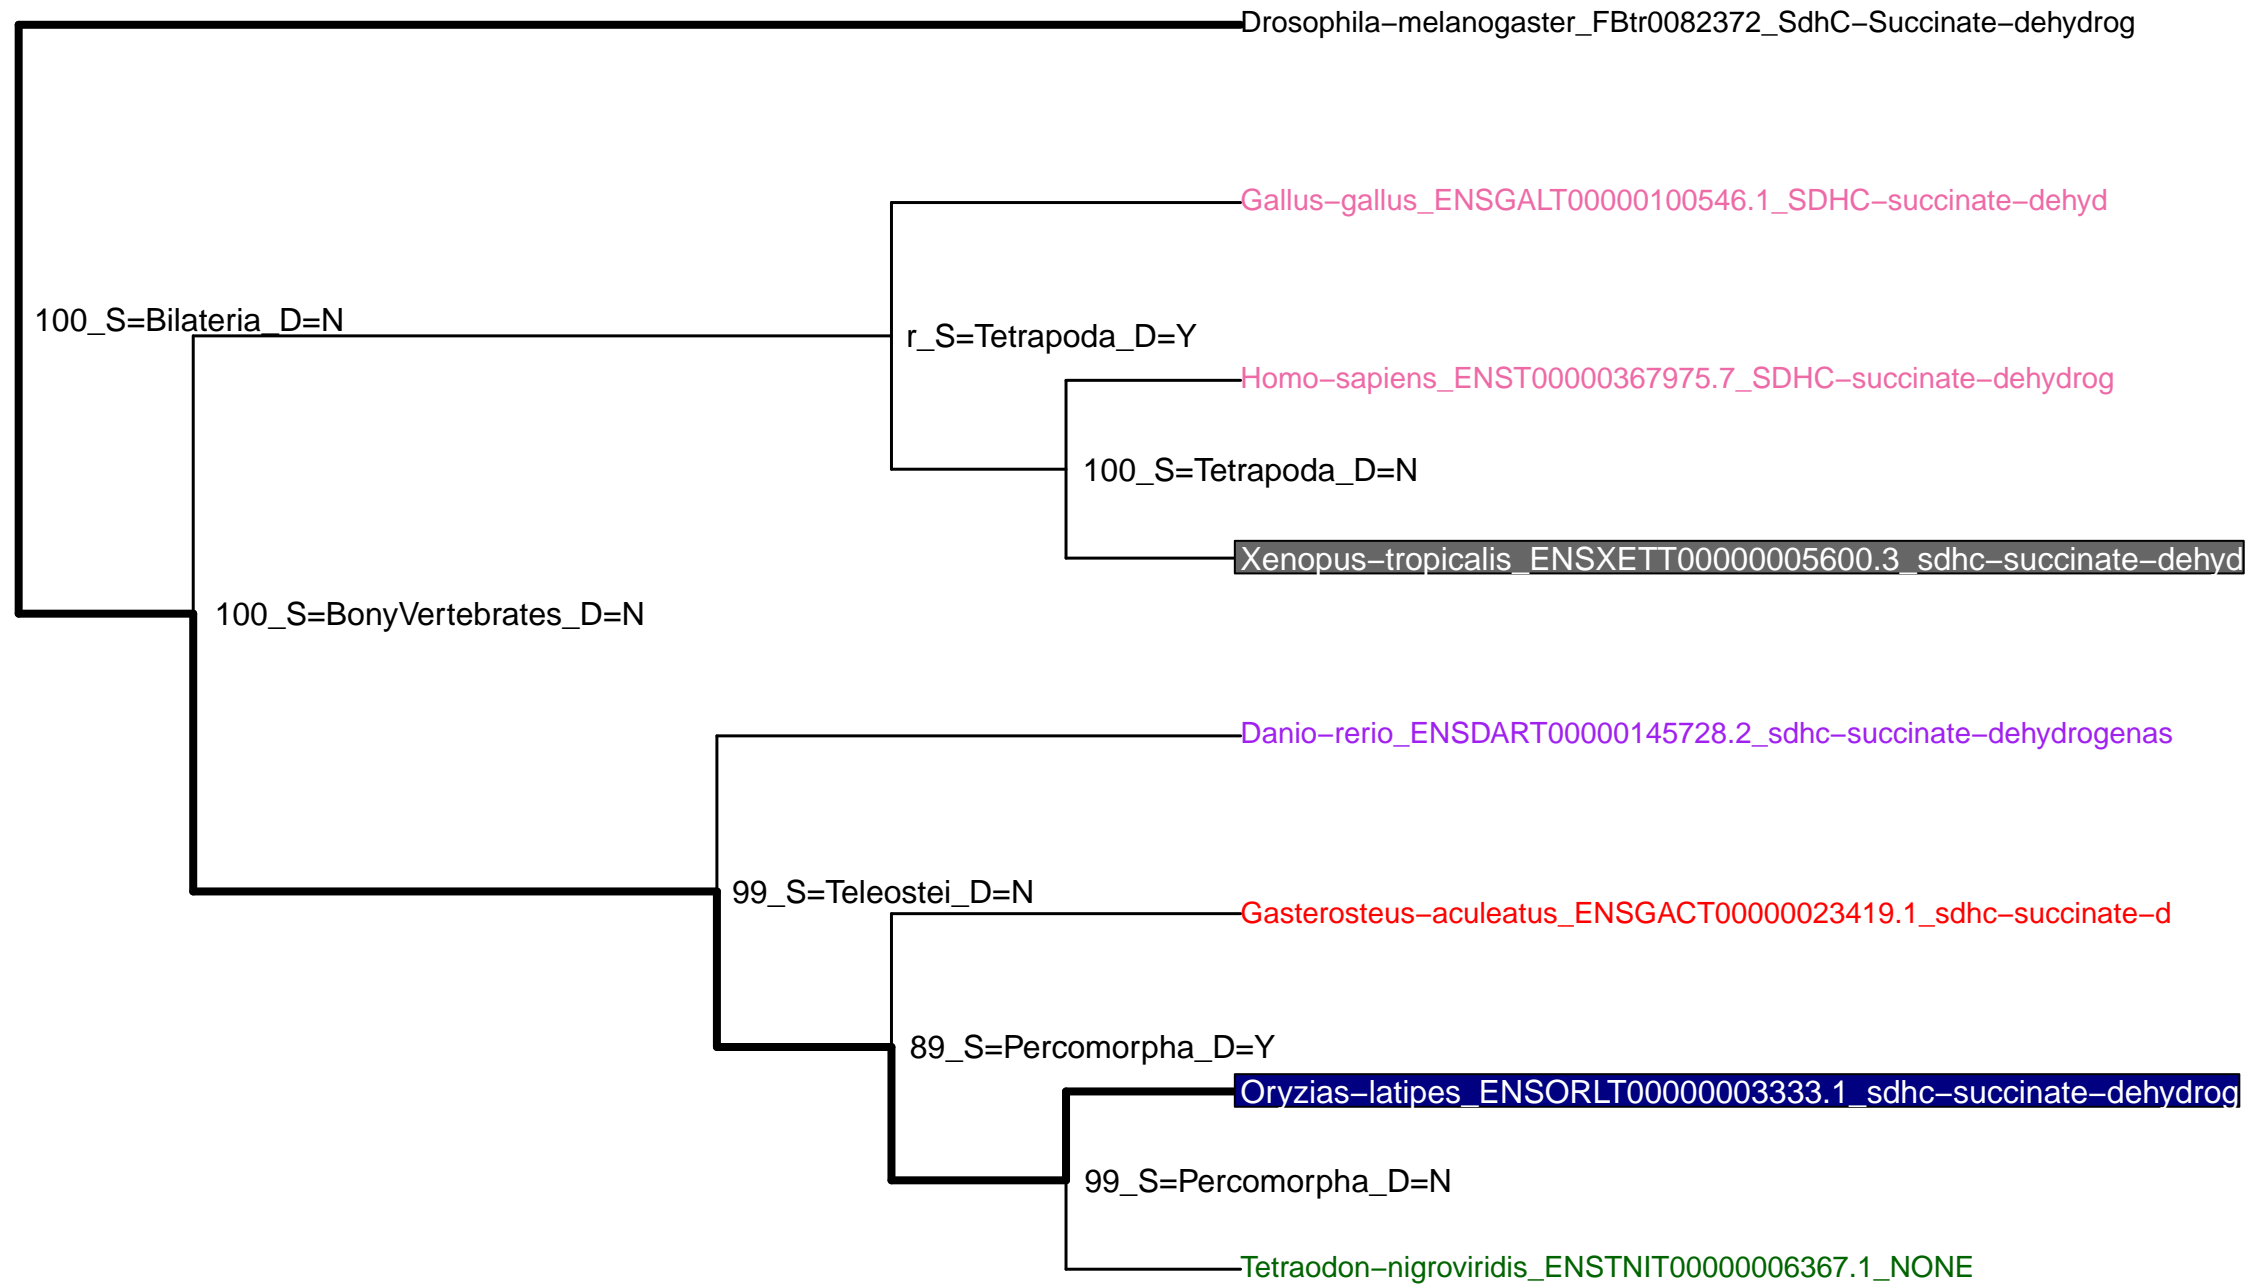 Drosophila−melanogaster_FBtr0082372_SdhC−Succinate−dehydrog
Gallus−gallus_ENSGALT00000100546.1_SDHC−succinate−dehyd
100_S=Bilateria_D=N
r_S=Tetrapoda_D=Y
Homo−sapiens_ENST00000367975.7_SDHC−succinate−dehydrog
100_S=Tetrapoda_D=N
Xenopus−tropicalis_ENSXETT00000005600.3_sdhc−succinate−dehyd
100_S=BonyVertebrates_D=N
Danio−rerio_ENSDART00000145728.2_sdhc−succinate−dehydrogenas
99_S=Teleostei_D=N
Gasterosteus−aculeatus_ENSGACT00000023419.1_sdhc−succinate−d
89_S=Percomorpha_D=Y
Oryzias−latipes_ENSORLT00000003333.1_sdhc−succinate−dehydrog
99_S=Percomorpha_D=N
Tetraodon−nigroviridis_ENSTNIT00000006367.1_NONE